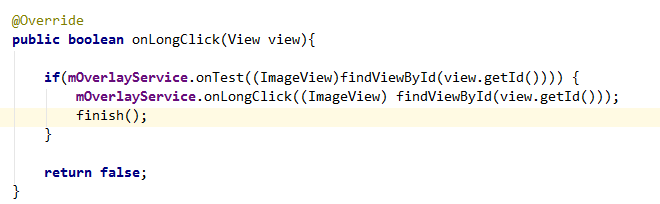 @Override
public boolean onLongClick(View view){
if(mOverlayService.onTest((ImageView)findViewById(view.getId()))) {
mOverlayService.onLongClick((ImageView) findViewById(view.getId()));
finish();
}
return false;
}